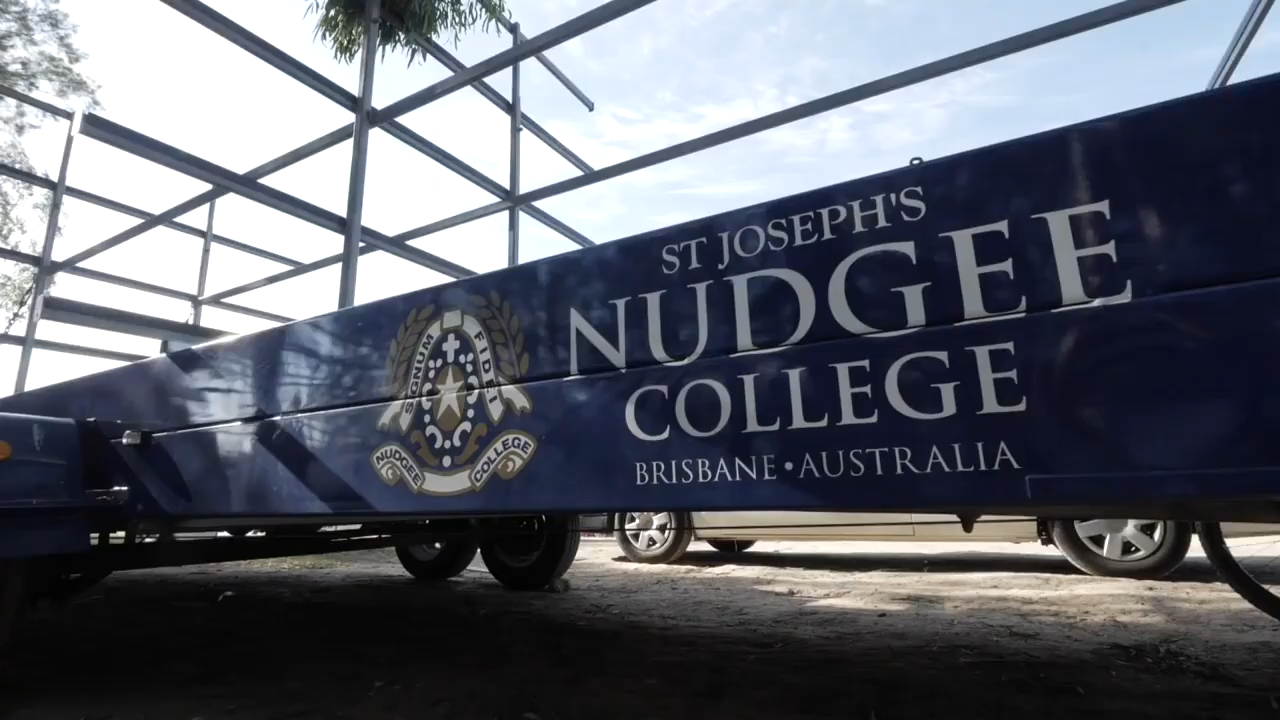 SIGNUM FIDEI
NUDGEE COLLEGE
ST JOSEPH'S
NUDGEE
COLLEGE
BRISBANE•AUSTRALIA